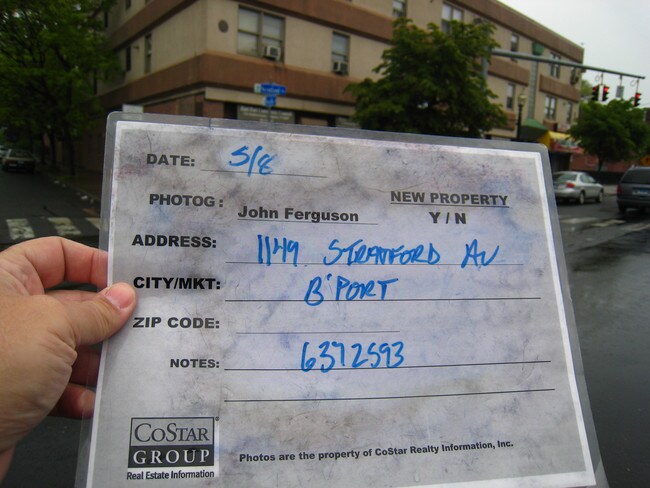 DATE: 5/8
PHOTOG: John Ferguson
NEW PROPERTY
Y / N
ADDRESS: 1149 STRATFORD AV
CITY/MKT: B'PORT
ZIP CODE:
NOTES: 6372593
COSTAR
GROUP
Real Estate Information
Photos are the property of CoStar Realty Information, Inc.